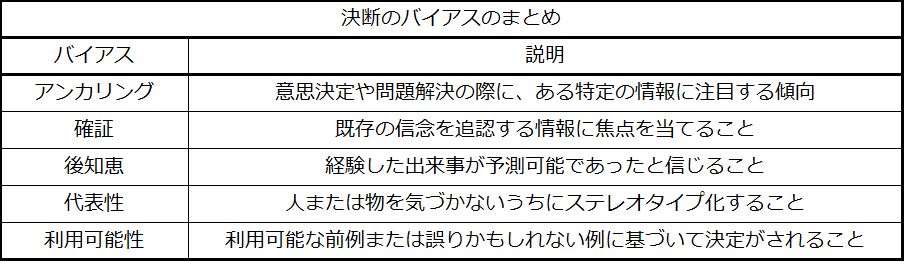 決断のバイアスのまとめ
バイアス 説明
アンカリング 意思決定や問題解決の際に、ある特定の情報に注目する傾向
確証 既存の信念を追認する情報に焦点を当てること
後知恵 経験した出来事が予測可能であったと信じること
代表性 人または物を気づかないうちにステレオタイプ化すること
利用可能性 利用可能な前例または誤りかもしれない例に基づいて決定がされること